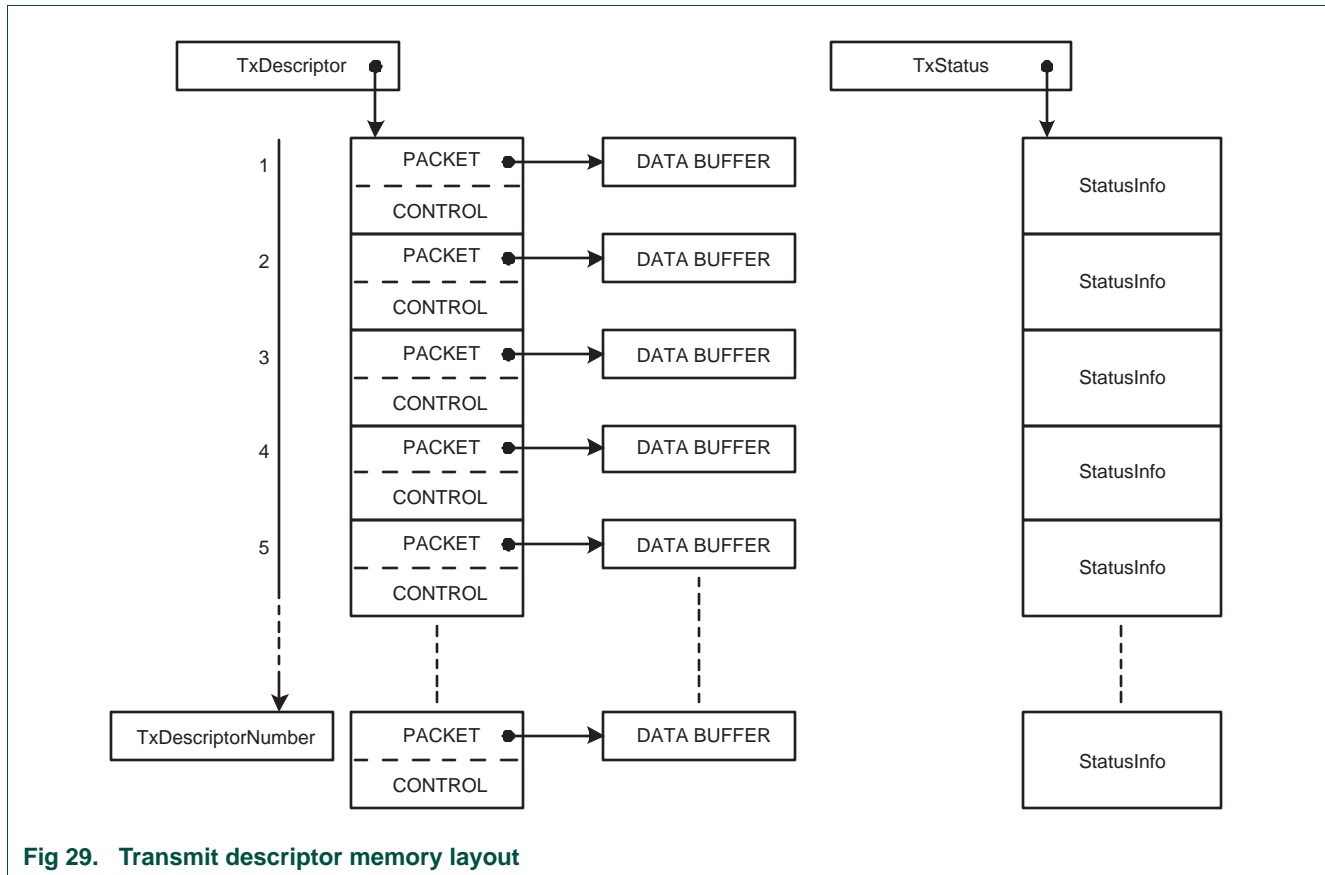 TxDescriptor
TxStatus
1
PACKET
DATA BUFFER
StatusInfo
CONTROL
2
PACKET
DATA BUFFER
StatusInfo
CONTROL
3
PACKET
DATA BUFFER
StatusInfo
CONTROL
4
PACKET
DATA BUFFER
StatusInfo
CONTROL
5
PACKET
DATA BUFFER
StatusInfo
CONTROL
TxDescriptorNumber
PACKET
DATA BUFFER
StatusInfo
CONTROL
Fig 29. Transmit descriptor memory layout